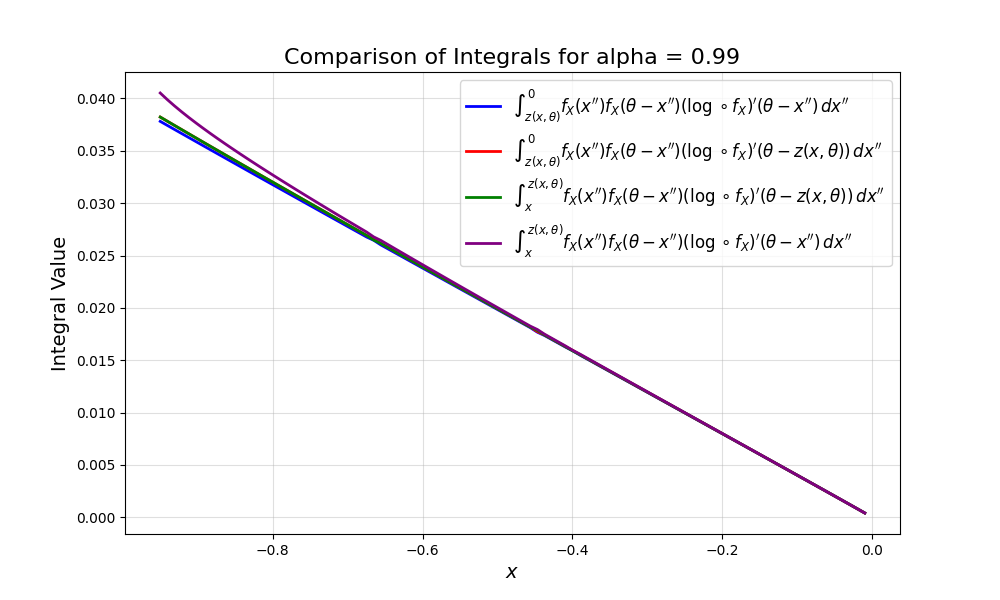 Comparison of Integrals for alpha = 0.99
Integral Value
0.040
0.035
0.030
0.025
0.020
0.015
0.010
0.005
0.000
∫_{z(x, θ)}^{0} f_X(x″)f_X(θ − x″)(log ∘ f_X)′(θ − x″) dx″
∫_{z(x, θ)}^{0} f_X(x″)f_X(θ − x″)(log ∘ f_X)′(θ − z(x, θ)) dx″
∫_{x}^{z(x, θ)} f_X(x″)f_X(θ − x″)(log ∘ f_X)′(θ − z(x, θ)) dx″
∫_{x}^{z(x, θ)} f_X(x″)f_X(θ − x″)(log ∘ f_X)′(θ − x″) dx″
−0.8 −0.6 −0.4 −0.2 0.0
x